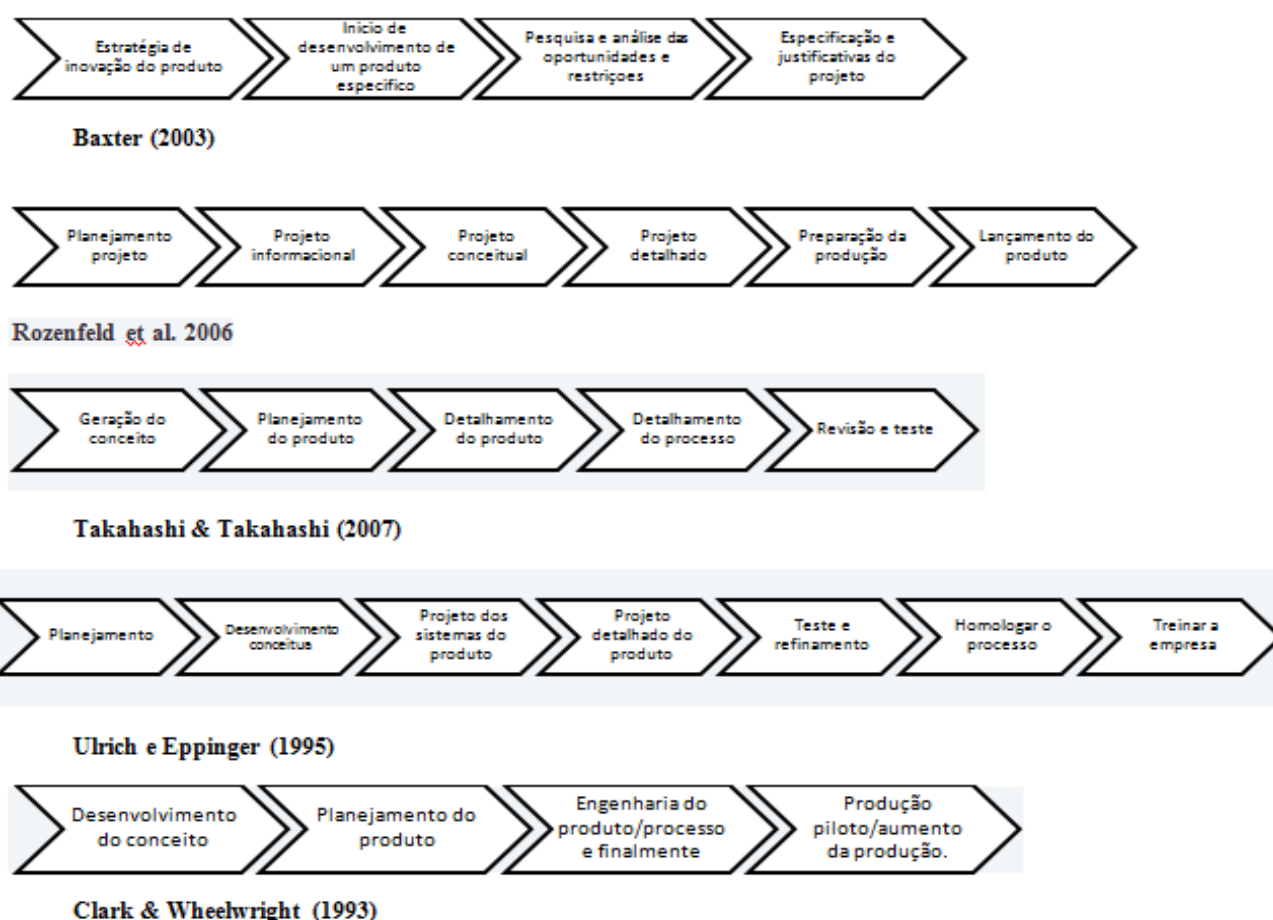 Estratégia de
inovação do produto
Inicio de
desenvolvimento de
um produto
especifico
Pesquisa e análise das
oportunidades e
restriçoes
Especificação e
justificativas do
projeto
Baxter (2003)
Planejamento
projeto
Projeto
informacional
Projeto
conceitual
Projeto
detalhado
Preparação da
produção
Lançamento do
produto
Rozenfeld et al. 2006
Geração do
conceito
Planejamento
do produto
Detalhamento
do produto
Detalhamento
do processo
Revisão e teste
Takahashi & Takahashi (2007)
Planejamento
Desenvolvimento
conceitua
Projeto dos
sistemas do
produto
Projeto
detalhado do
produto
Teste e
refinamento
Homologar o
processo
Treinar a
empresa
Ulrich e Eppinger (1995)
Desenvolvimento
do conceito
Planejamento do
produto
Engenharia do
produto/processo
e finalmente
Produção
piloto/aumento
da produção.
Clark & Wheelwright (1993)